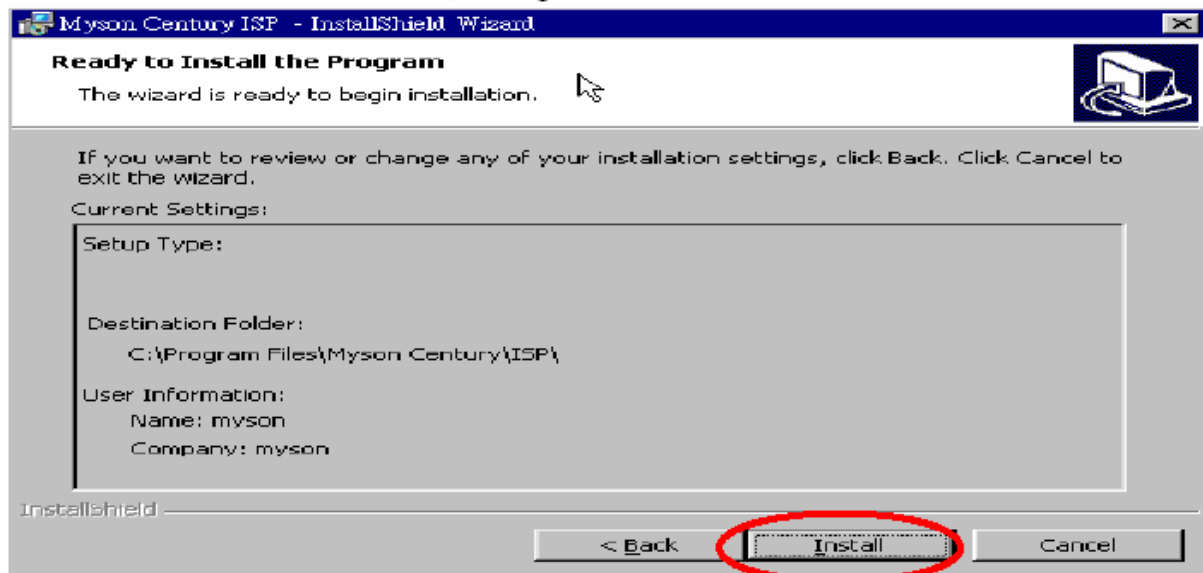 Myson Century ISP - InstallShield Wizard
Ready to Install the Program
The wizard is ready to begin installation.
If you want to review or change any of your installation settings, click Back. Click Cancel to
exit the wizard.
Current Settings:
Setup Type:
Destination Folder:
C:\Program Files\Myson Century\ISP\
User Information:
Name: myson
Company: myson
InstallShield
< Back Install Cancel